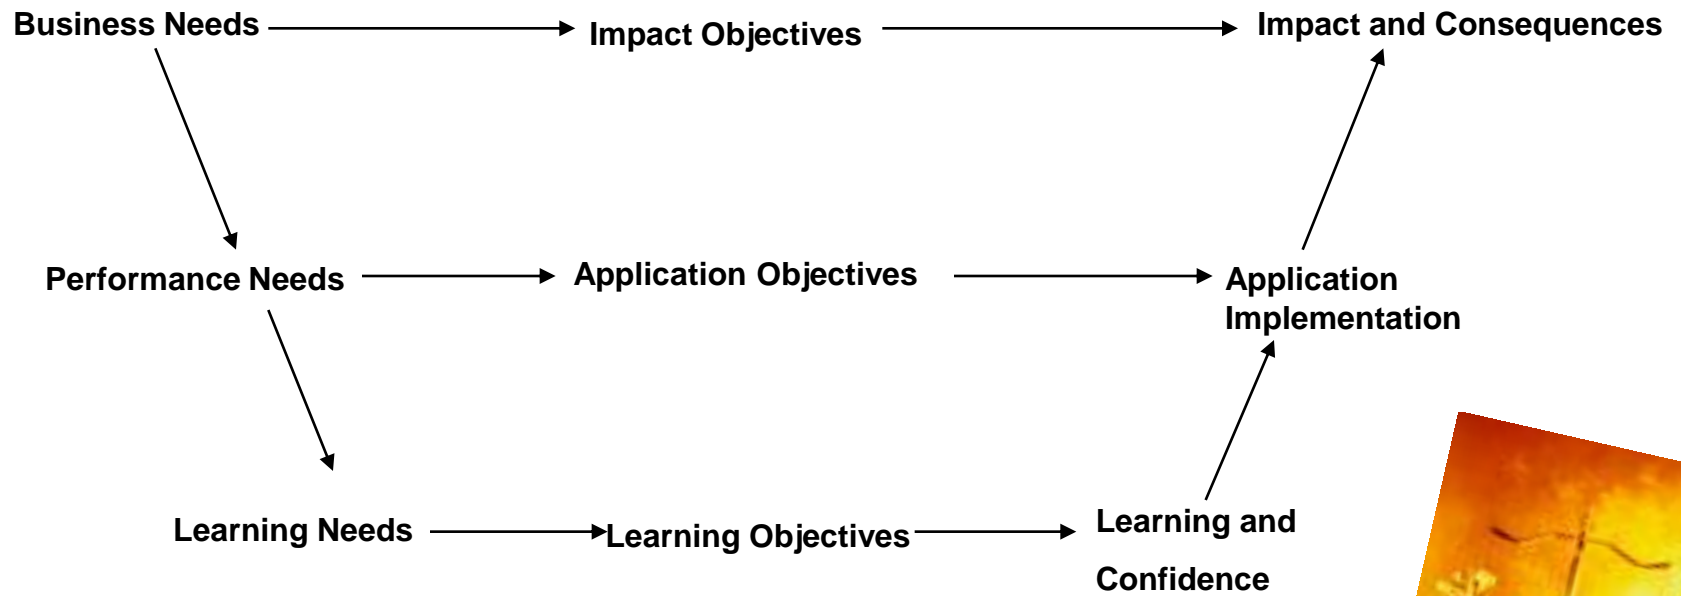 Business Needs
Impact Objectives
Impact and Consequences
Performance Needs
Application Objectives
Application
Implementation
Learning Needs
Learning Objectives
Learning and
Confidence